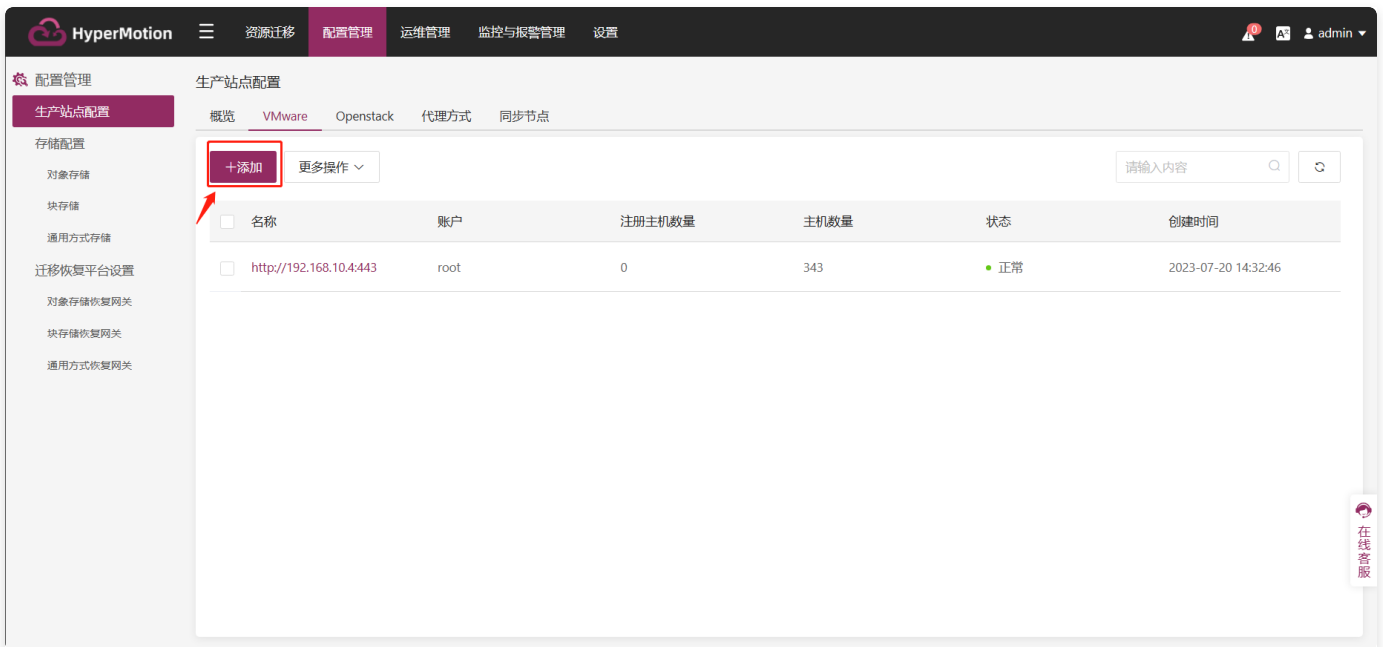 HyperMotion 资源迁移 配置管理 运维管理 监控与报警管理 设置 0 admin
配置管理
生产站点配置
存储配置
对象存储
块存储
通用方式存储
迁移恢复平台设置
对象存储恢复网关
块存储恢复网关
通用方式恢复网关
生产站点配置
概览 VMware Openstack 代理方式 同步节点
+添加 更多操作 请输入内容
名称 账户 注册主机数量 主机数量 状态 创建时间
http://192.168.10.4:443 root 0 343 正常 2023-07-20 14:32:46
在线客服